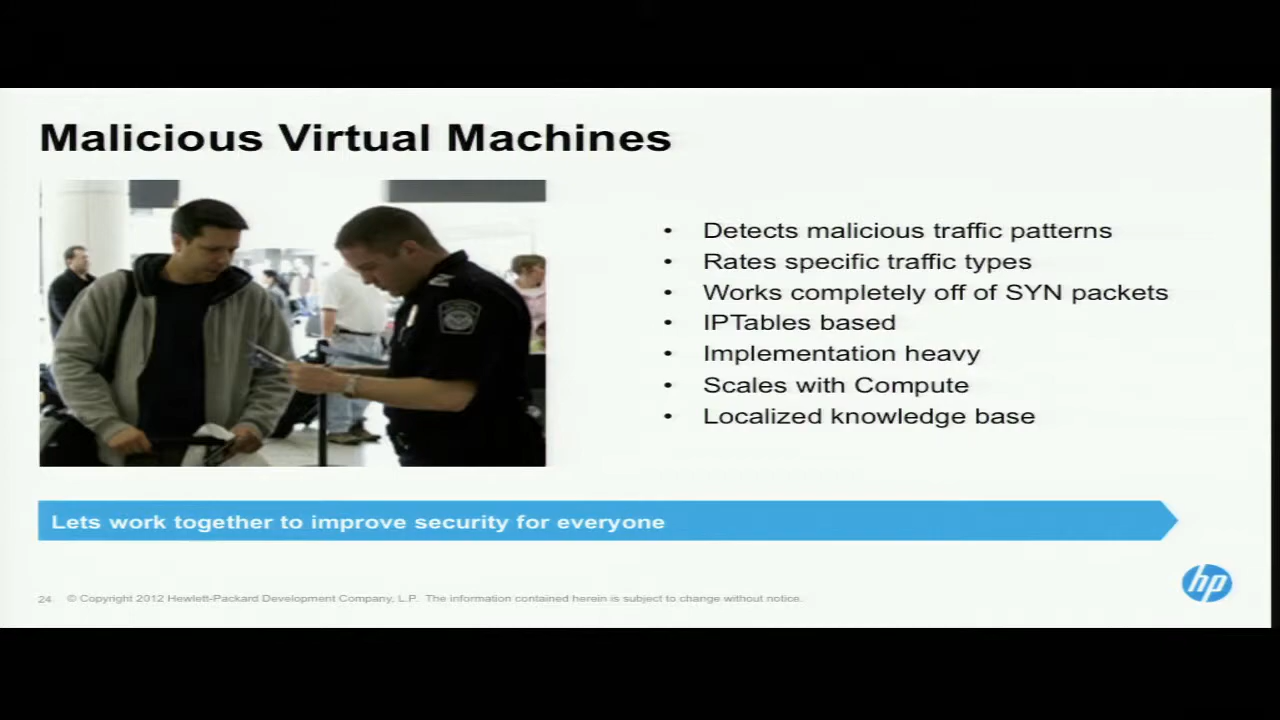 Malicious Virtual Machines
• Detects malicious traffic patterns
• Rates specific traffic types
• Works completely off of SYN packets
• IPTables based
• Implementation heavy
• Scales with Compute
• Localized knowledge base
Lets work together to improve security for everyone
24 © Copyright 2012 Hewlett-Packard Development Company, L.P. The information contained herein is subject to change without notice.
hp